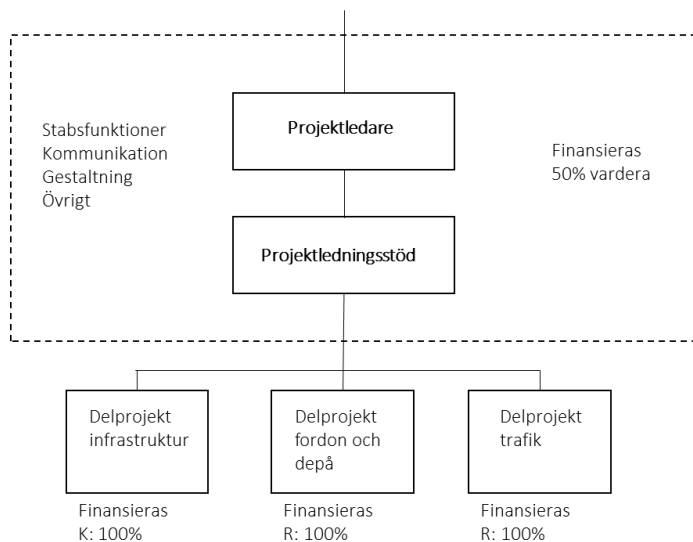 Projektledare
Stabsfunktioner
Kommunikation
Gestaltning
Övrigt
Finansieras
50% vardera
Projektledningsstöd
Delprojekt
infrastruktur
Delprojekt
fordon och
depå
Delprojekt
trafik
Finansieras
K: 100%
Finansieras
R: 100%
Finansieras
R: 100%